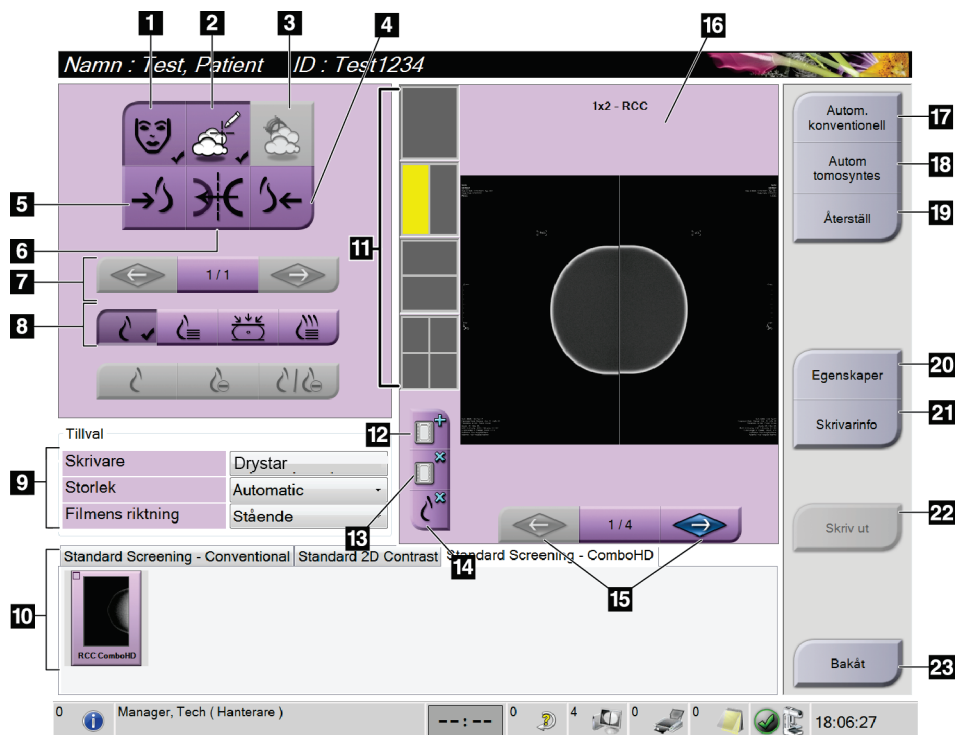 1 2 3 4 16
Namn : Test, Patient ID : Test1234
1x2 - RCC
Autom. konventionell
17
Autom tomosyntes
18
Återställ
19
5
6
11
7
1/1
8
Egenskaper
20
Skrivarinfo
21
Tillval
12
9
Skrivare Drystar
Storlek Automatic
Filmens riktning Stående
13
14
1/4
15
Skriv ut
22
10
Standard Screening - Conventional Standard 2D Contrast Standard Screening - ComboHD
RCC ComboHD
Bakåt
23
0 Manager, Tech ( Hanterare ) --:-- 0 4 0 0 18:06:27